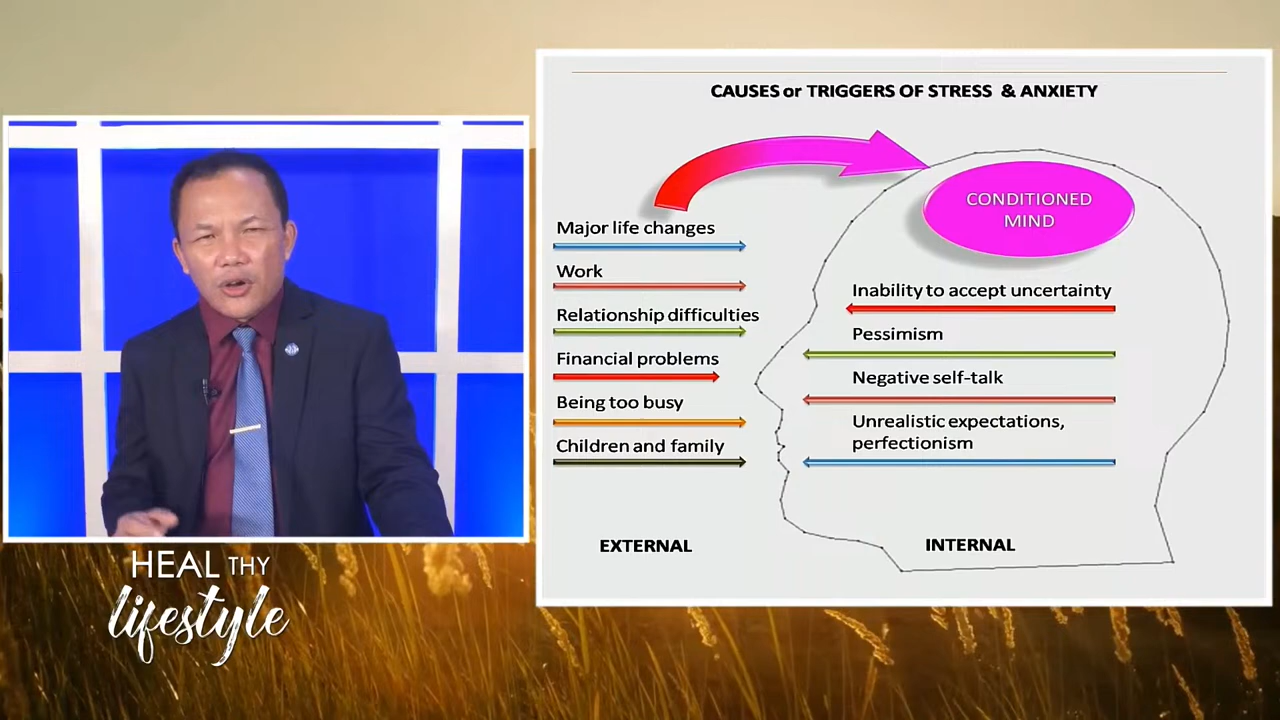 CAUSES or TRIGGERS OF STRESS & ANXIETY
CONDITIONED
MIND
Major life changes
Work
Relationship difficulties
Financial problems
Being too busy
Children and family
EXTERNAL
Inability to accept uncertainty
Pessimism
Negative self-talk
Unrealistic expectations,
perfectionism
INTERNAL
HEAL THY
lifestyle